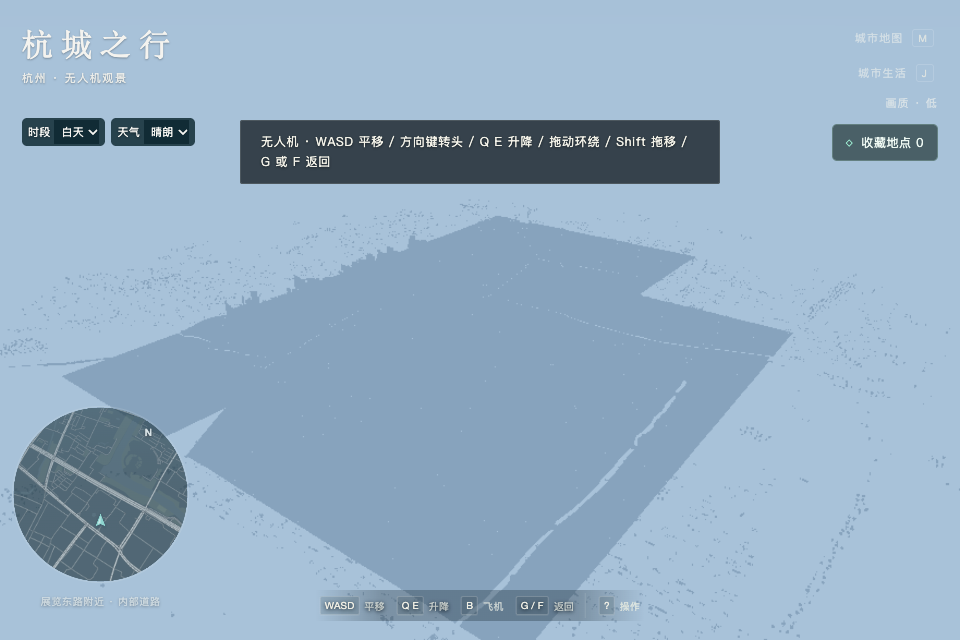 杭城之行
杭州 · 无人机观景
城市地图 M
城市生活 J
画质 · 低
时段 白天 天气 晴朗
无人机 · WASD 平移 / 方向键转头 / Q E 升降 / 拖动环绕 / Shift 拖移 /
G 或 F 返回
◇ 收藏地点 0
N
展览东路附近 · 内部道路
WASD 平移 Q E 升降 B 飞机 G / F 返回 ? 操作